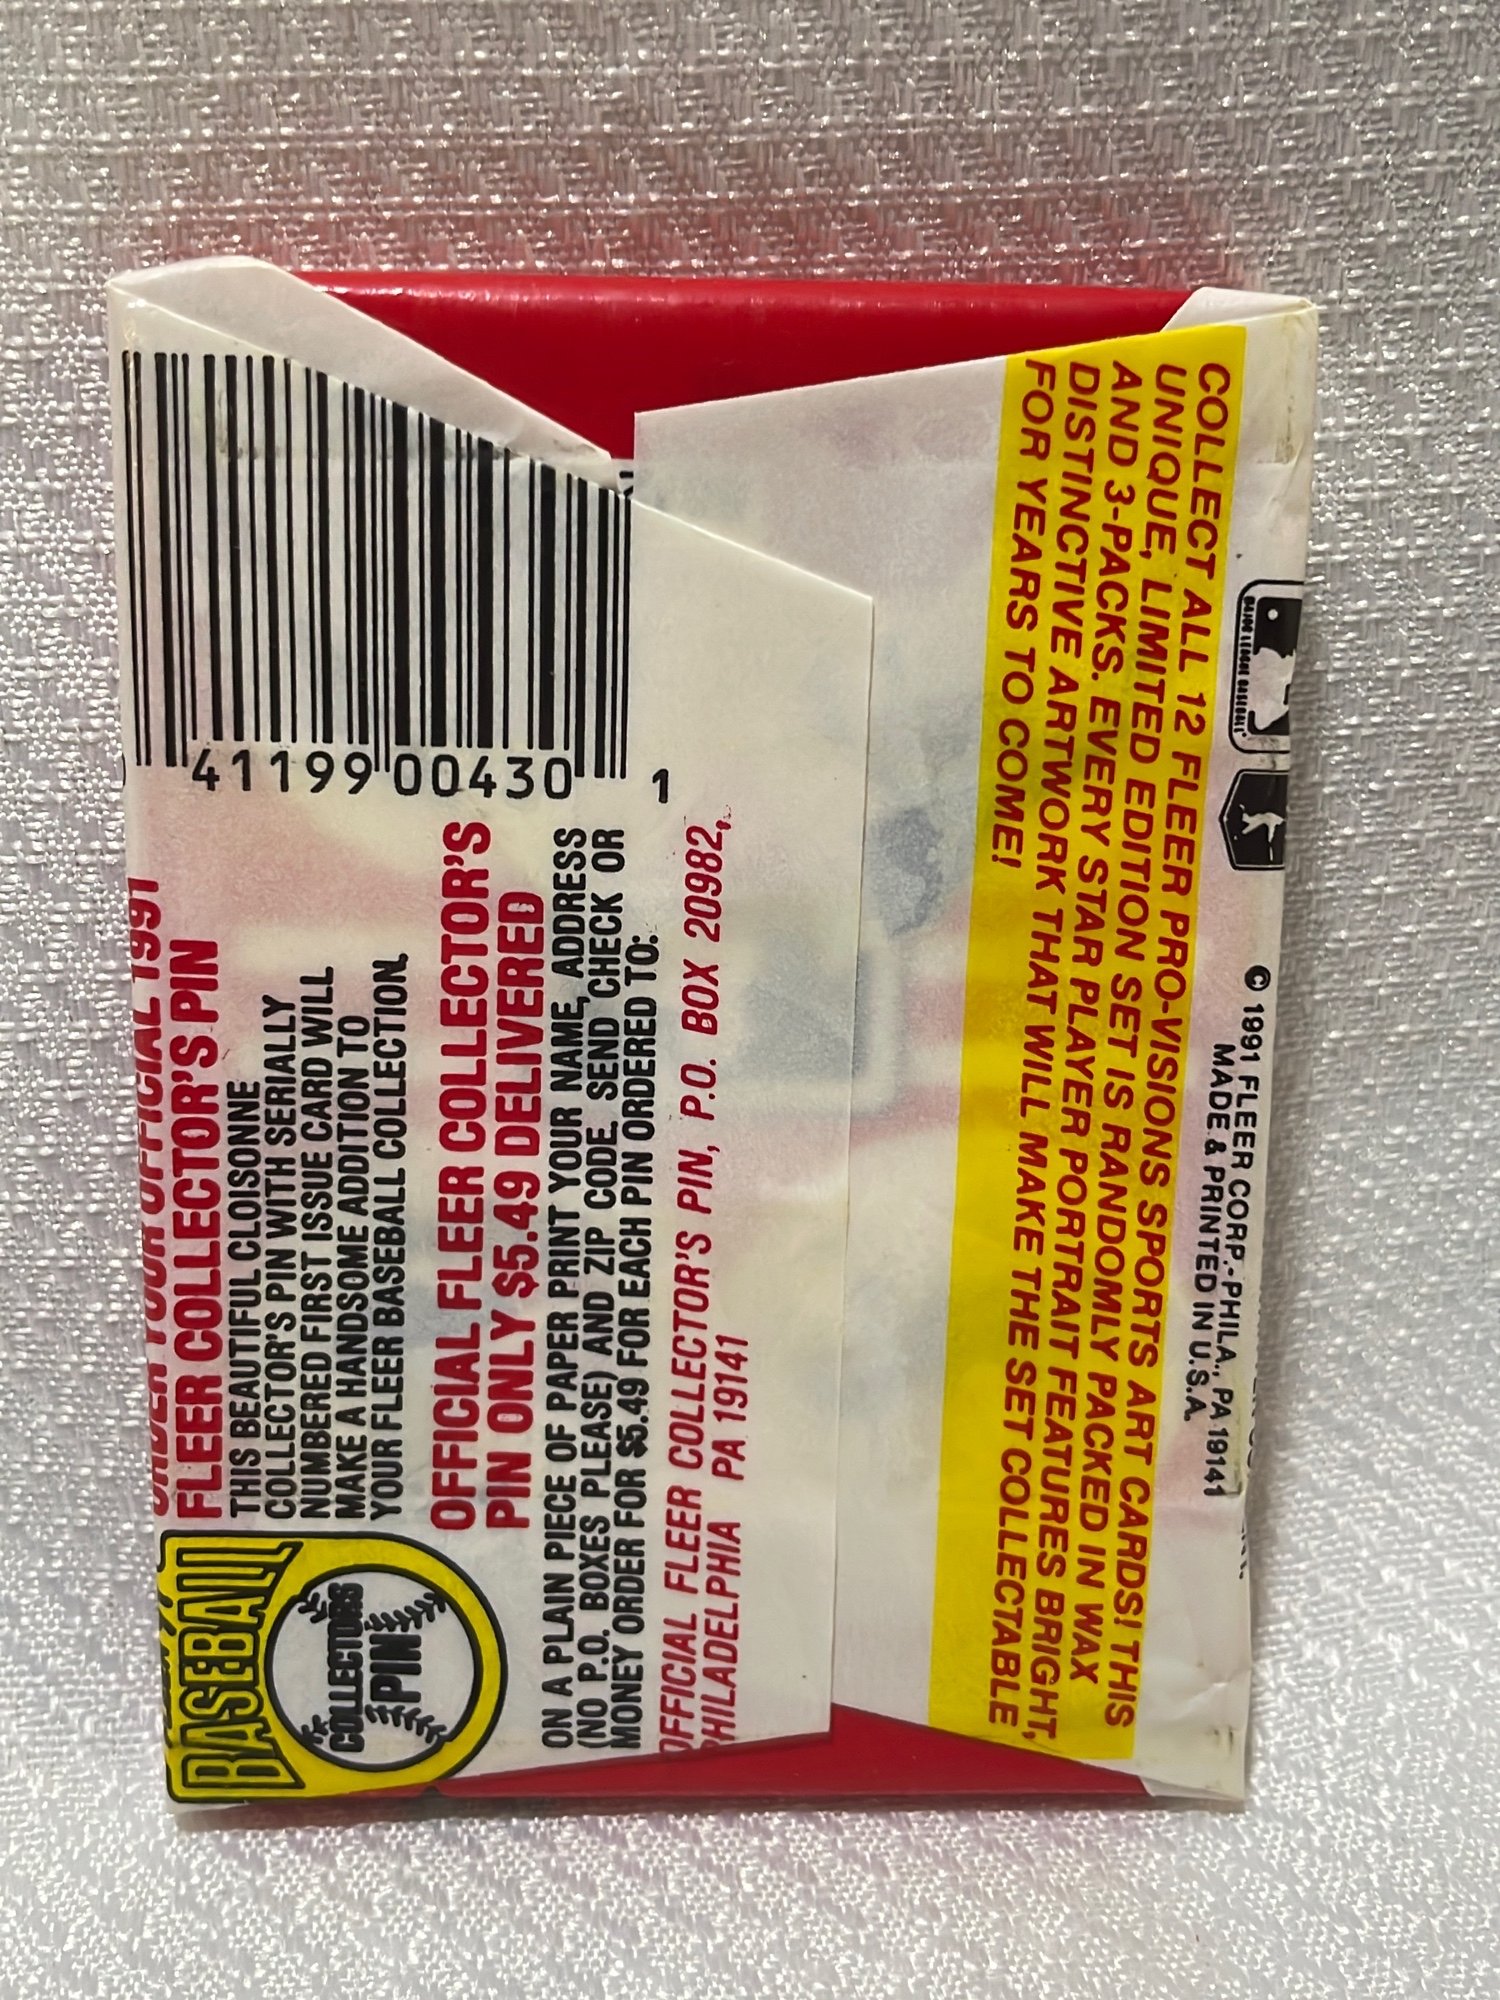 41199 00430 1
ORDER YOUR OFFICIAL 1991
FLEER COLLECTOR'S PIN
THIS BEAUTIFUL CLOISONNE
COLLECTOR'S PIN WITH SERIALLY
NUMBERED FIRST ISSUE CARD WILL
MAKE A HANDSOME ADDITION TO
YOUR FLEER BASEBALL COLLECTION.
OFFICIAL FLEER COLLECTOR'S
PIN ONLY $5.49 DELIVERED
ON A PLAIN PIECE OF PAPER PRINT YOUR NAME, ADDRESS
(NO P.O. BOXES PLEASE) AND ZIP CODE. SEND CHECK OR
MONEY ORDER FOR $5.49 FOR EACH PIN ORDERED TO:
OFFICIAL FLEER COLLECTOR'S PIN, P.O. BOX 20982,
PHILADELPHIA PA 19141
BASEBALL
COLLECTORS
PIN
COLLECT ALL 12 FLEER PRO-VISIONS SPORTS ART CARDS! THIS
UNIQUE, LIMITED EDITION SET IS RANDOMLY PACKED IN WAX
AND 3-PACKS. EVERY STAR PLAYER PORTRAIT FEATURES BRIGHT,
DISTINCTIVE ARTWORK THAT WILL MAKE THE SET COLLECTABLE
FOR YEARS TO COME!
MAJOR LEAGUE BASEBALL
© 1991 FLEER CORP.-PHILA., PA 19141
MADE & PRINTED IN U.S.A.